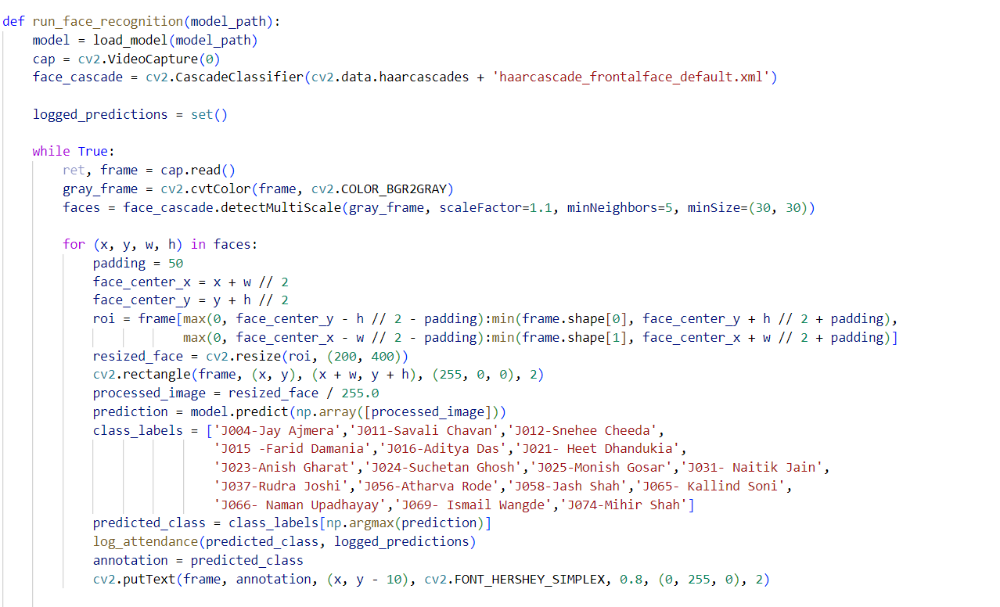 def run_face_recognition(model_path):
    model = load_model(model_path)
    cap = cv2.VideoCapture(0)
    face_cascade = cv2.CascadeClassifier(cv2.data.haarcascades + 'haarcascade_frontalface_default.xml')

    logged_predictions = set()

    while True:
        ret, frame = cap.read()
        gray_frame = cv2.cvtColor(frame, cv2.COLOR_BGR2GRAY)
        faces = face_cascade.detectMultiScale(gray_frame, scaleFactor=1.1, minNeighbors=5, minSize=(30, 30))

        for (x, y, w, h) in faces:
            padding = 50
            face_center_x = x + w // 2
            face_center_y = y + h // 2
            roi = frame[max(0, face_center_y - h // 2 - padding):min(frame.shape[0], face_center_y + h // 2 + padding),
                        max(0, face_center_x - w // 2 - padding):min(frame.shape[1], face_center_x + w // 2 + padding)]
            resized_face = cv2.resize(roi, (200, 400))
            cv2.rectangle(frame, (x, y), (x + w, y + h), (255, 0, 0), 2)
            processed_image = resized_face / 255.0
            prediction = model.predict(np.array([processed_image]))
            class_labels = ['J004-Jay Ajmera','J011-Savali Chavan','J012-Snehee Cheeda',
                            'J015 -Farid Damania','J016-Aditya Das','J021- Heet Dhandukia',
                            'J023-Anish Gharat','J024-Suchetan Ghosh','J025-Monish Gosar','J031- Naitik Jain',
                            'J037-Rudra Joshi','J056-Atharva Rode','J058-Jash Shah','J065- Kallind Soni',
                            'J066- Naman Upadhayay','J069- Ismail Wangde','J074-Mihir Shah']
            predicted_class = class_labels[np.argmax(prediction)]
            log_attendance(predicted_class, logged_predictions)
            annotation = predicted_class
            cv2.putText(frame, annotation, (x, y - 10), cv2.FONT_HERSHEY_SIMPLEX, 0.8, (0, 255, 0), 2)